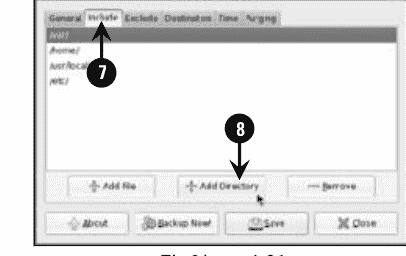 General Include Exclude Destination Time Purging
/var/
/home/
/usr/local
/etc/
7
8
Add File Add Directory Remove
About Backup Now! Save Close